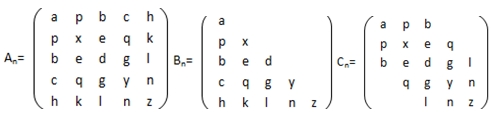 a p b c h a a p b
p x e q k p x p x e q
Aₙ= b e d g l Bₙ= b e d Cₙ= b e d g l
c q g y n c q g y q g y n
h k l n z h k l n z l n z